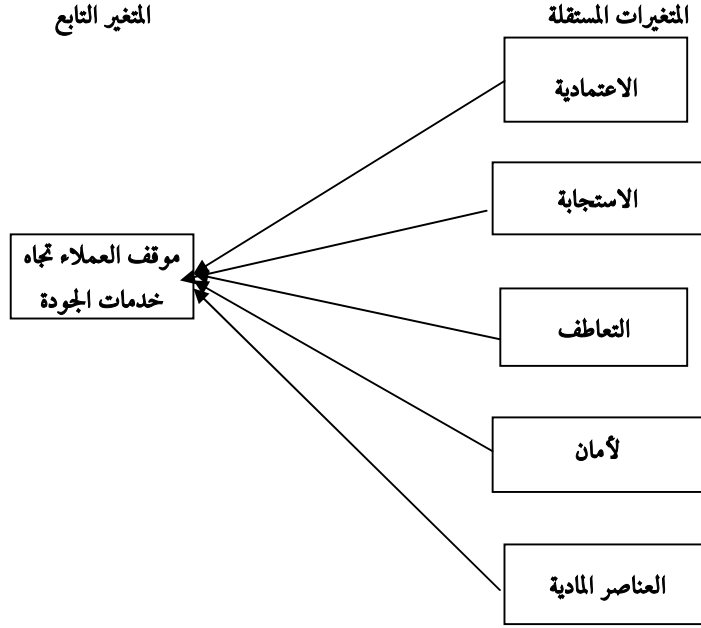 المتغيرات المستقلة
المتغير التابع
الاعتمادية
الاستجابة
موقف العملاء تجاه
خدمات الجودة
التعاطف
لأمان
العناصر المادية